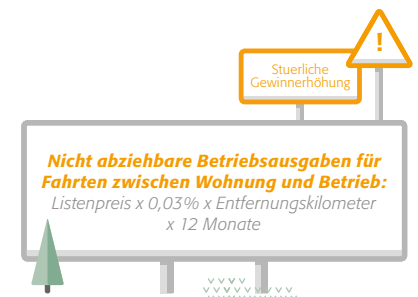 !
Stuerliche
Gewinnerhöhung
Nicht abziehbare Betriebsausgaben für
Fahrten zwischen Wohnung und Betrieb:
Listenpreis x 0,03% x Entfernungskilometer
x 12 Monate